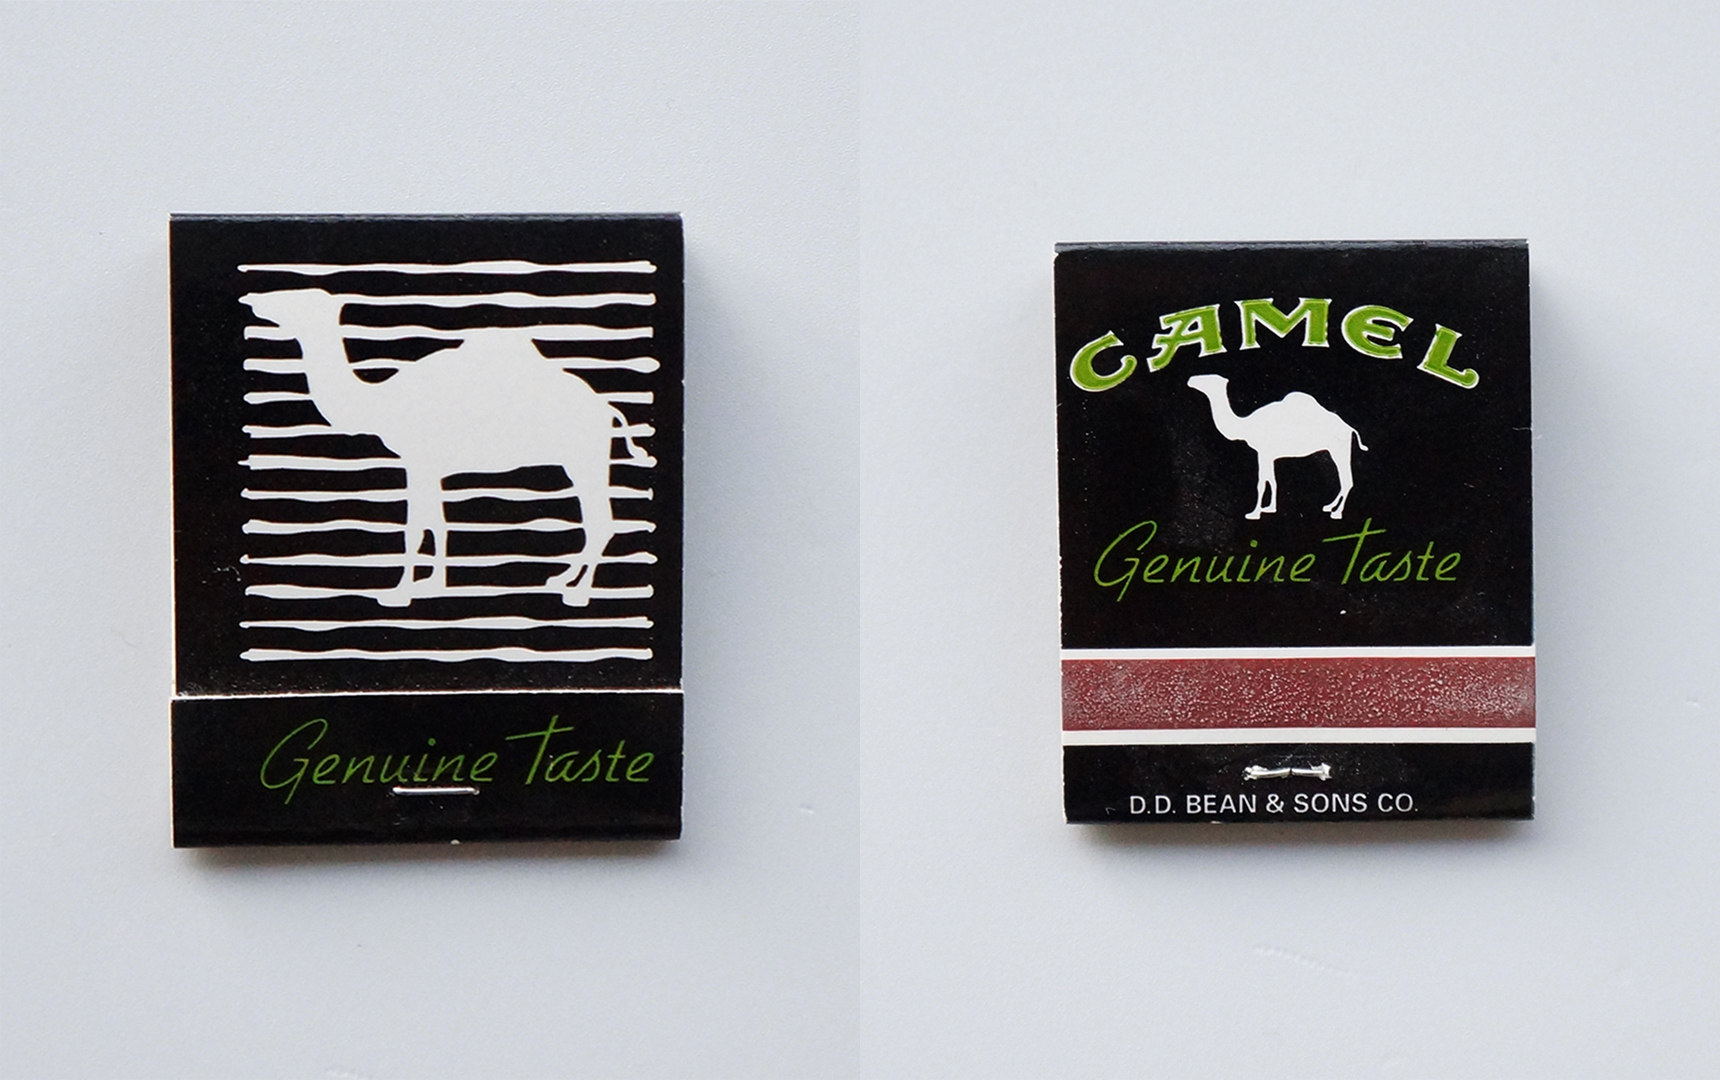 Genuine Taste
CAMEL
Genuine Taste
D.D. BEAN & SONS CO.